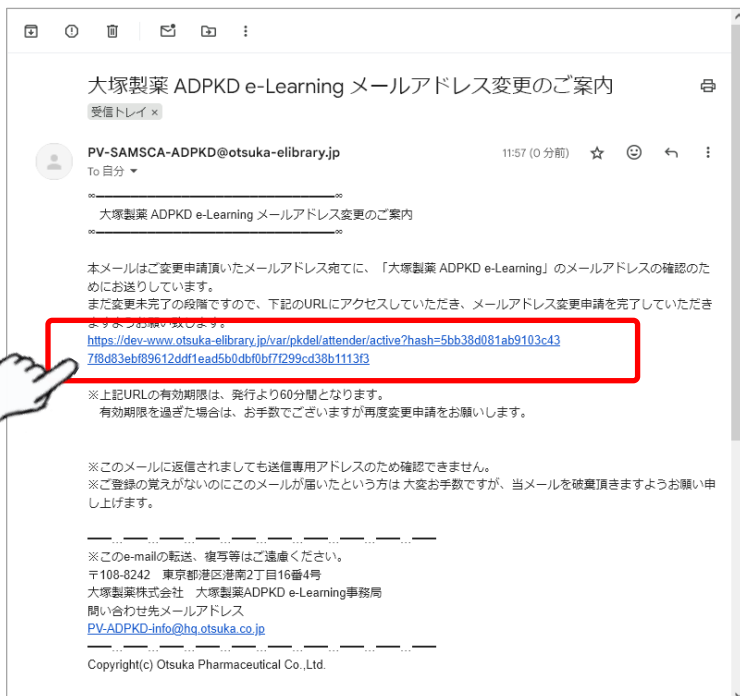 大塚製薬 ADPKD e-Learning メールアドレス変更のご案内
受信トレイ ×
PV-SAMSCA-ADPKD@otsuka-elibrary.jp
11:57 (0 分前)
To 自分
∞━━━━━━━━━━━━━━━━━━━━∞
大塚製薬 ADPKD e-Learning メールアドレス変更のご案内
∞━━━━━━━━━━━━━━━━━━━━∞
本メールはご変更申請頂いたメールアドレス宛てに、「大塚製薬 ADPKD e-Learning」のメールアドレスの確認のた
めにお送りしています。
まだ変更未完了の段階ですので、下記のURLにアクセスしていただき、メールアドレス変更申請を完了していただき
ますようお願い致します。
https://dev-www.otsuka-elibrary.jp/var/pkdel/attender/active?hash=5bb38d081ab9103c43
7f8d83ebf89612ddf1ead5b0dbf0bf7f299cd38b1113f3
※上記URLの有効期限は、発行より60分間となります。
有効期限を過ぎた場合は、お手数でございますが再度変更申請をお願いします。
※このメールに返信されましても送信専用アドレスのため確認できません。
※ご登録の覚えがないのにこのメールが届いたという方は 大変お手数ですが、当メールを破棄頂きますようお願い申
し上げます。
━━…━━…━━…━━…━━…━━…━━…━━
※このe-mailの転送、複写等はご遠慮ください。
〒108-8242 東京都港区港南2丁目16番4号
大塚製薬株式会社 大塚製薬ADPKD e-Learning事務局
問い合わせ先メールアドレス
PV-ADPKD-info@hq.otsuka.co.jp
━━…━━…━━…━━…━━…━━…━━…━━
Copyright(c) Otsuka Pharmaceutical Co.,Ltd.